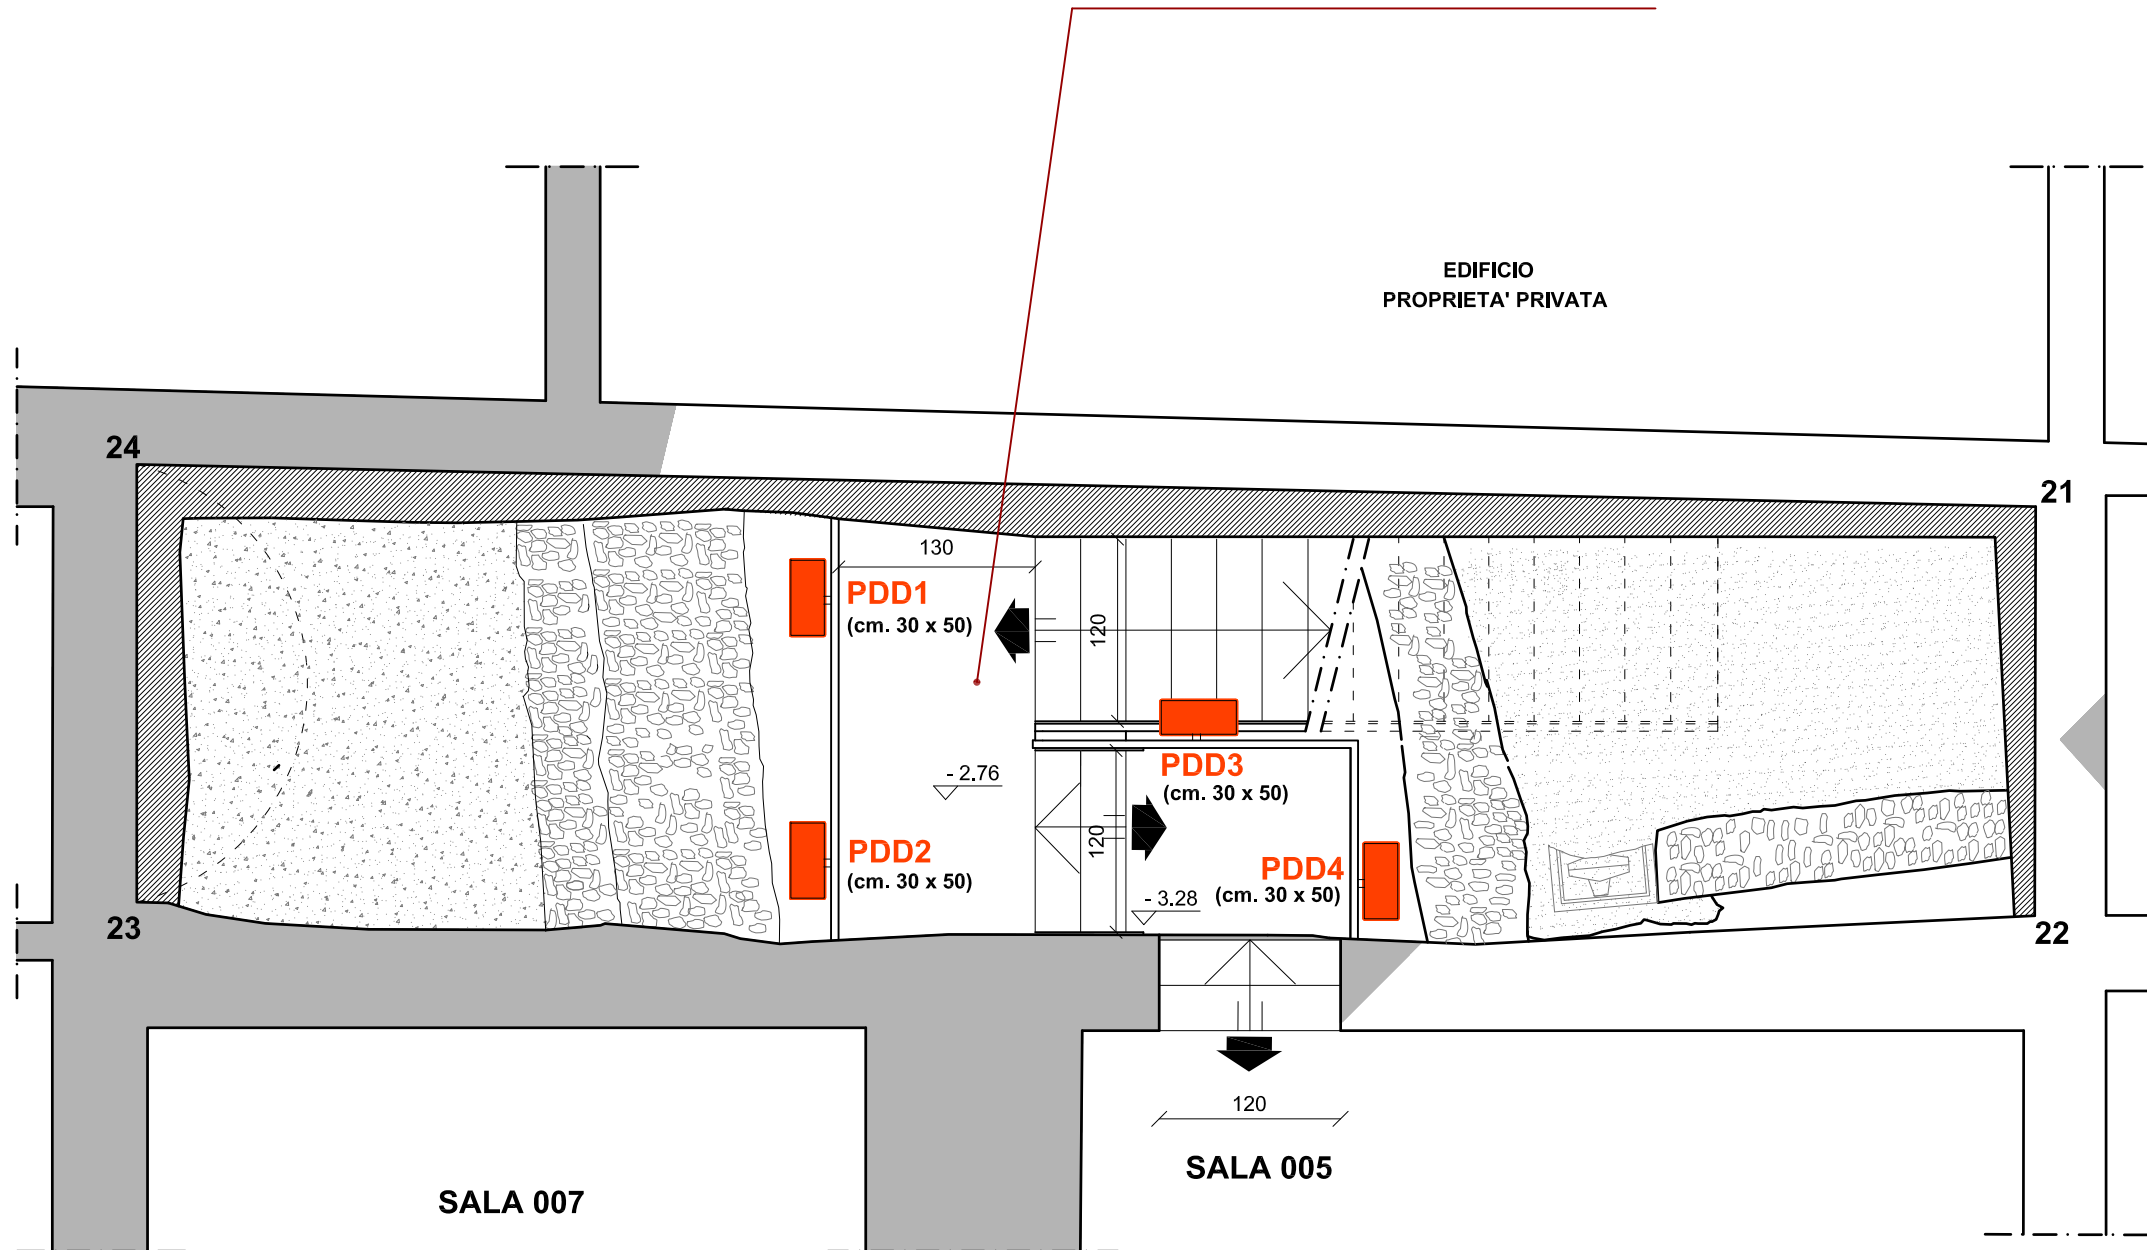 EDIFICIO
PROPRIETA' PRIVATA
24
21
130
PDD1
(cm. 30 x 50)
120
- 2.76
PDD3
(cm. 30 x 50)
120
PDD2
(cm. 30 x 50)
PDD4
(cm. 30 x 50)
- 3.28
23
22
120
SALA 005
SALA 007